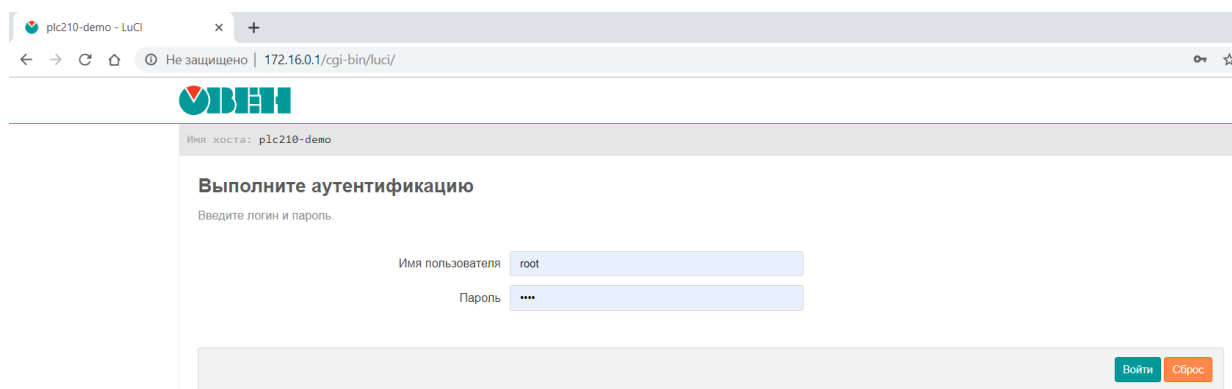 plc210-demo - LuCI
Не защищено | 172.16.0.1/cgi-bin/luci/
ОВЕН
Имя хоста: plc210-demo
Выполните аутентификацию
Введите логин и пароль.
Имя пользователя root
Пароль ••••
Войти Сброс